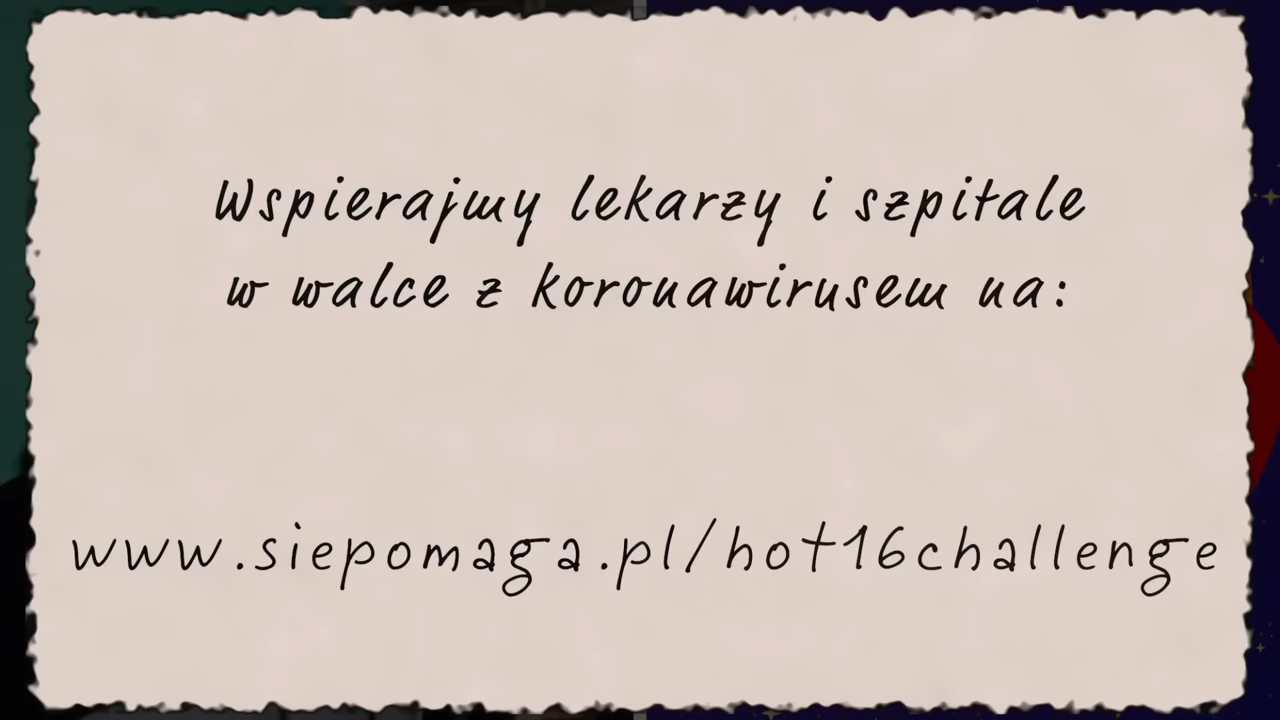 Wspierajmy lekarzy i szpitale
w walce z koronawirusem na:
www.siepomaga.pl/hot16challenge